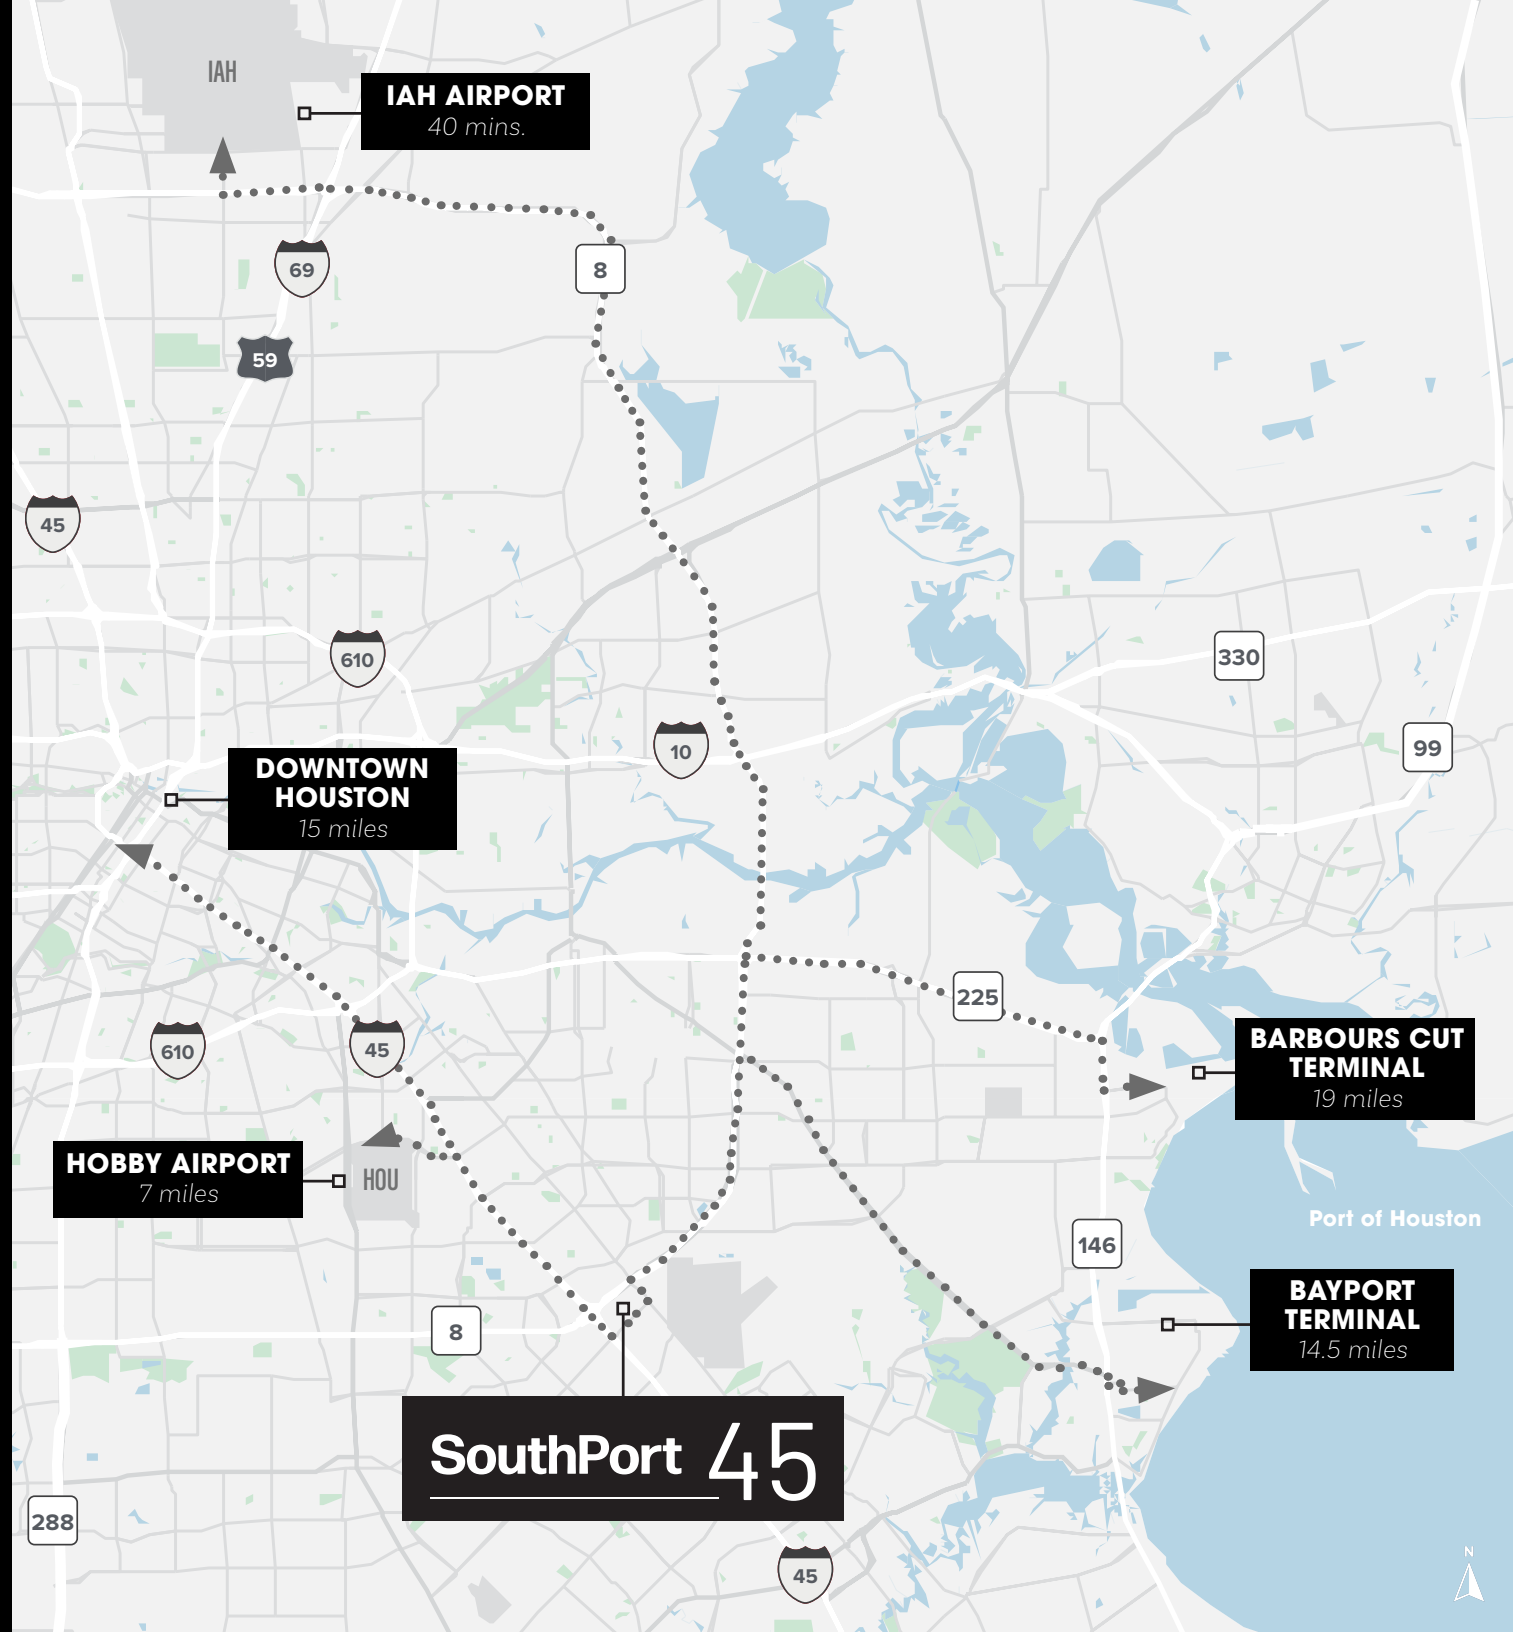 IAH
IAH AIRPORT
40 mins.
69
8
59
45
610
330
10
99
DOWNTOWN
HOUSTON
15 miles
225
610
45
BARBOURS CUT
TERMINAL
19 miles
HOBBY AIRPORT
7 miles
HOU
Port of Houston
146
BAYPORT
TERMINAL
14.5 miles
8
SouthPort 45
288
45
N